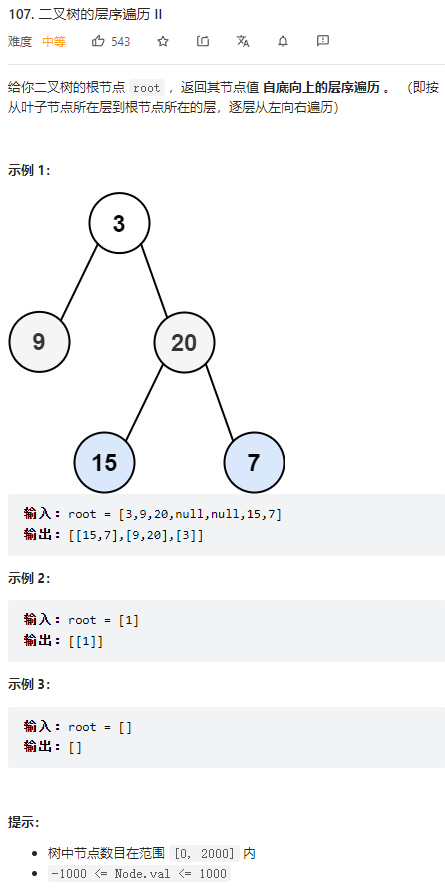 107. 二叉树的层序遍历 II
难度 中等 543
给你二叉树的根节点 root ，返回其节点值 自底向上的层序遍历 。 （即按
从叶子节点所在层到根节点所在的层，逐层从左向右遍历）
示例 1：
3
9
20
15
7
输入：root = [3,9,20,null,null,15,7]
输出：[[15,7],[9,20],[3]]
示例 2：
输入：root = [1]
输出：[[1]]
示例 3：
输入：root = []
输出：[]
提示：
树中节点数目在范围 [0, 2000] 内
-1000 <= Node.val <= 1000